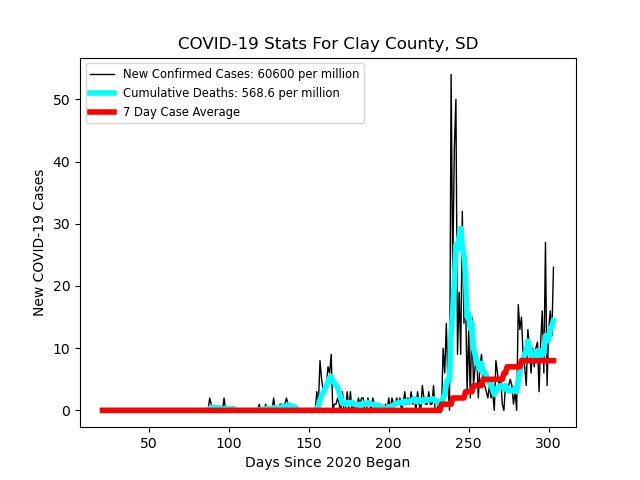 COVID-19 Stats For Clay County, SD
New Confirmed Cases: 60600 per million
Cumulative Deaths: 568.6 per million
7 Day Case Average
New COVID-19 Cases
50
40
30
20
10
0
50 100 150 200 250 300
Days Since 2020 Began